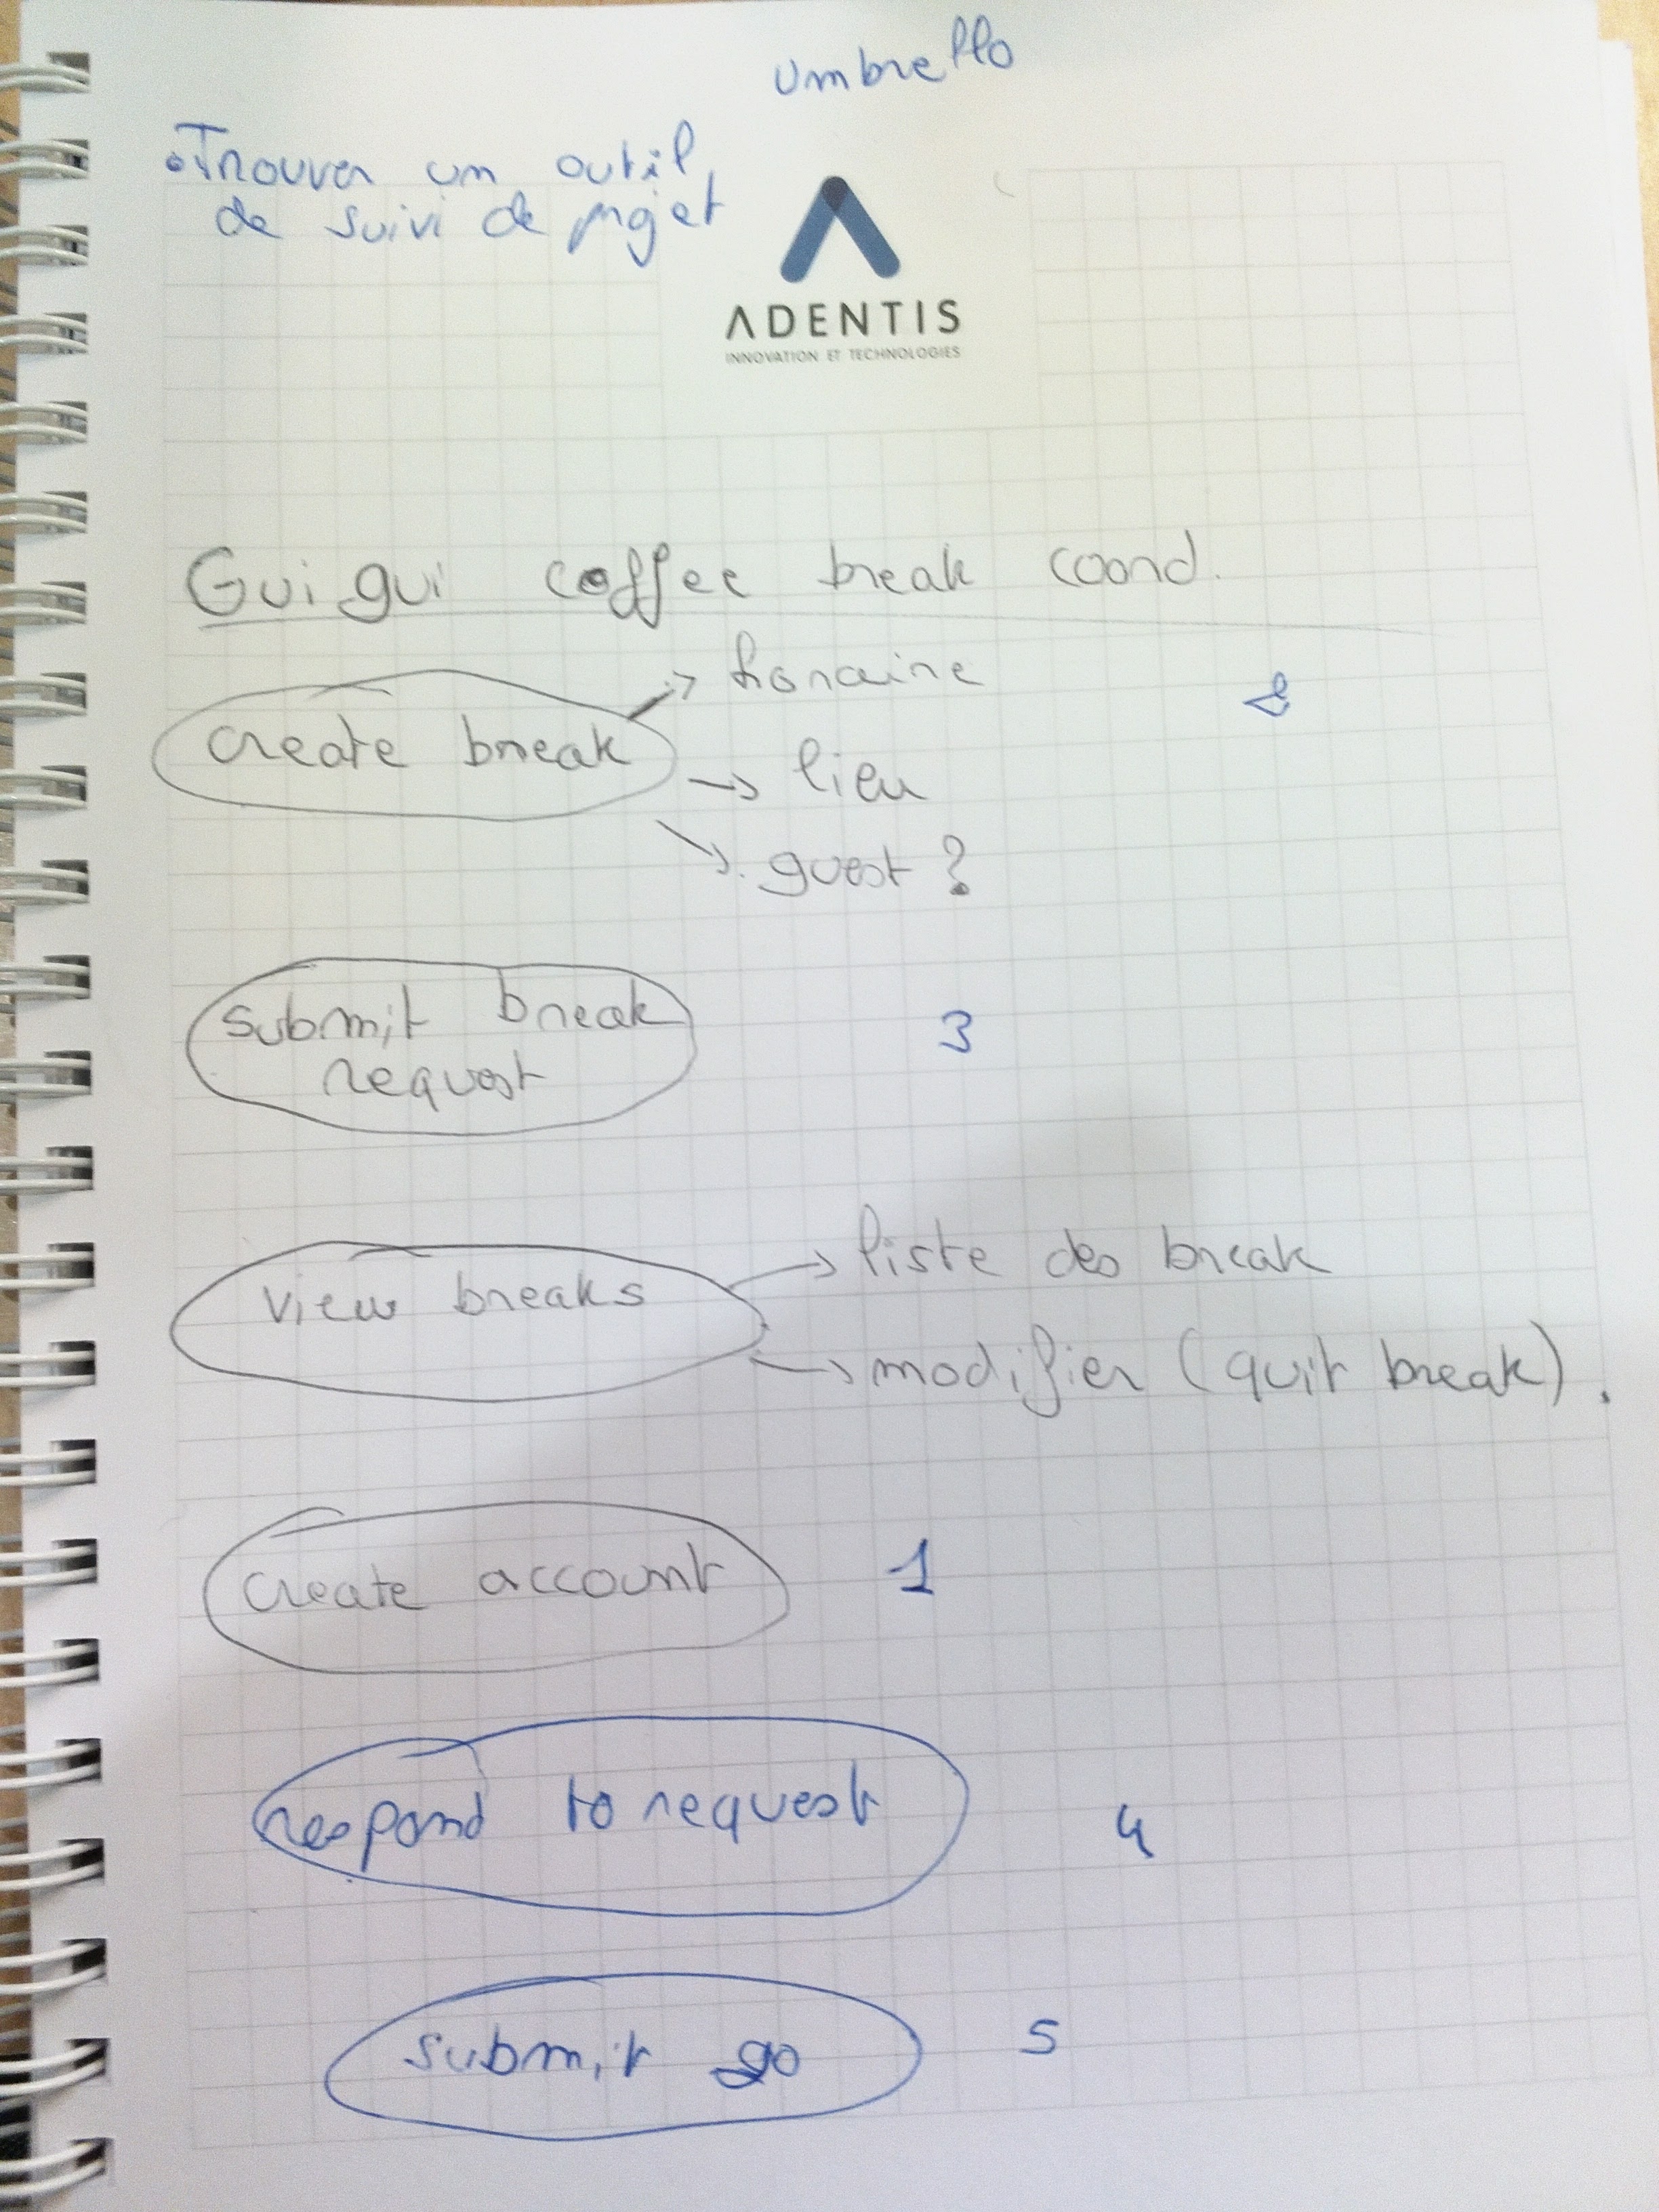 Umbrello
•Trouver un outil
de suivi de projet
ADENTIS
INNOVATION ET TECHNOLOGIES
Guigui coffee break coord.
create break
→ horaire
2
→ lieu
→ guest ?
submit break
request
3
view breaks
→ liste des break
→ modifier (quit break).
create account
1
respond to request
4
submit go
5